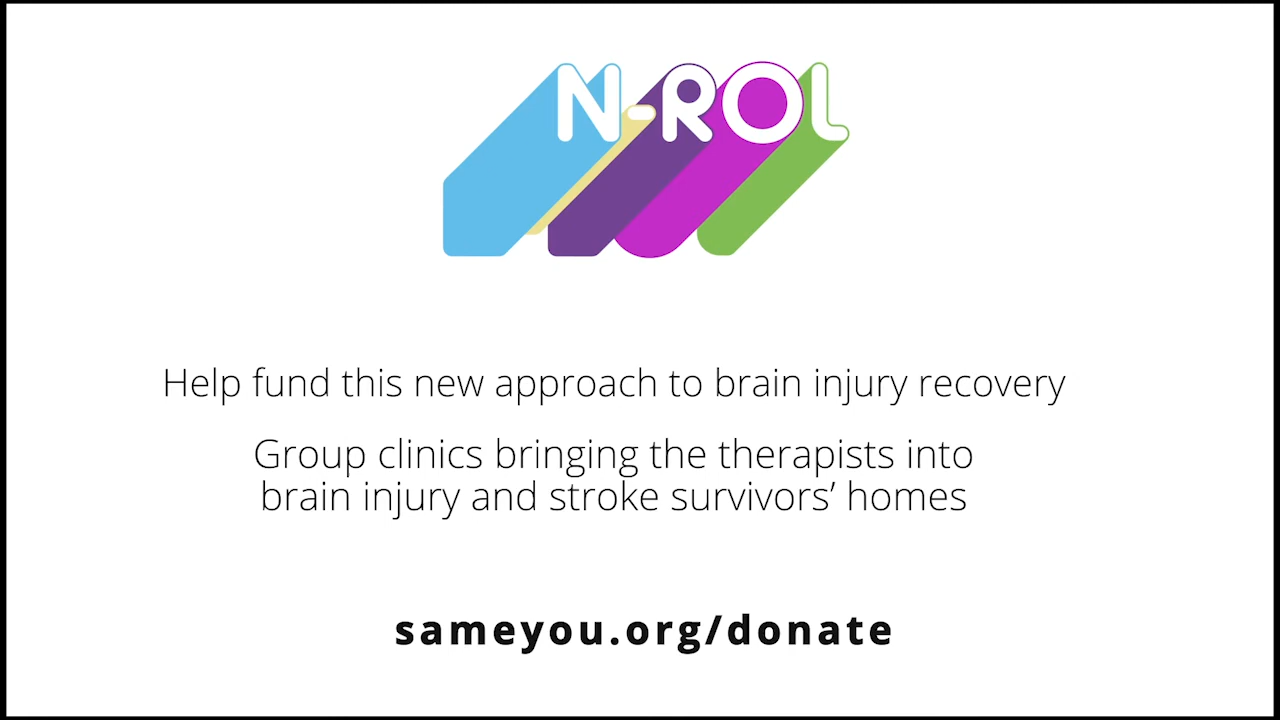 N-ROL
Help fund this new approach to brain injury recovery
Group clinics bringing the therapists into
brain injury and stroke survivors’ homes
sameyou.org/donate